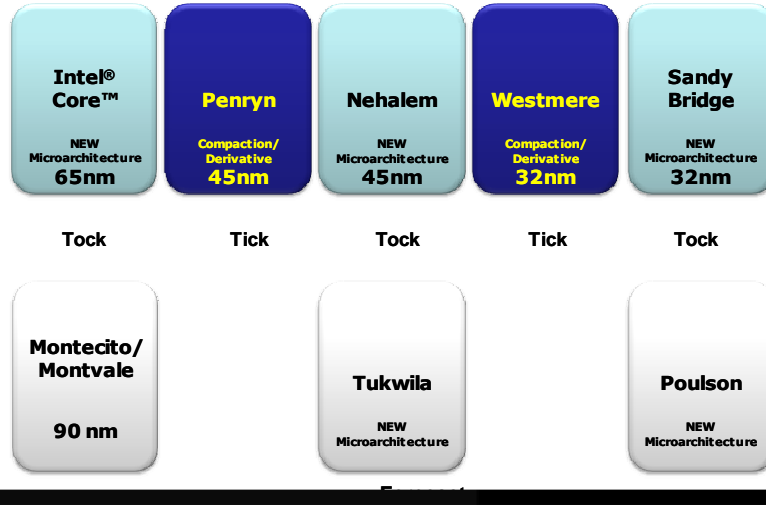 Intel®
Core™
NEW
Microarchitecture
65nm
Penryn
Compaction/
Derivative
45nm
Nehalem
NEW
Microarchitecture
45nm
Westmere
Compaction/
Derivative
32nm
Sandy
Bridge
NEW
Microarchitecture
32nm
Tock
Tick
Tock
Tick
Tock
Montecito/
Montvale
90 nm
Tukwila
NEW
Microarchitecture
Poulson
NEW
Microarchitecture